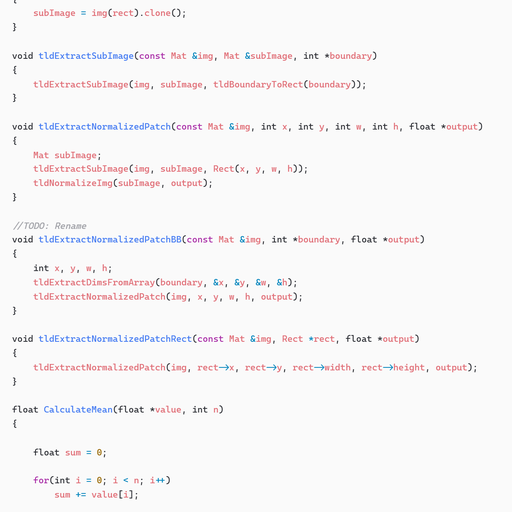 subImage = img(rect).clone();
}

void tldExtractSubImage(const Mat &img, Mat &subImage, int *boundary)
{
    tldExtractSubImage(img, subImage, tldBoundaryToRect(boundary));
}

void tldExtractNormalizedPatch(const Mat &img, int x, int y, int w, int h, float *output)
{
    Mat subImage;
    tldExtractSubImage(img, subImage, Rect(x, y, w, h));
    tldNormalizeImg(subImage, output);
}

//TODO: Rename
void tldExtractNormalizedPatchBB(const Mat &img, int *boundary, float *output)
{
    int x, y, w, h;
    tldExtractDimsFromArray(boundary, &x, &y, &w, &h);
    tldExtractNormalizedPatch(img, x, y, w, h, output);
}

void tldExtractNormalizedPatchRect(const Mat &img, Rect *rect, float *output)
{
    tldExtractNormalizedPatch(img, rect->x, rect->y, rect->width, rect->height, output);
}

float CalculateMean(float *value, int n)
{

    float sum = 0;

    for(int i = 0; i < n; i++)
        sum += value[i];